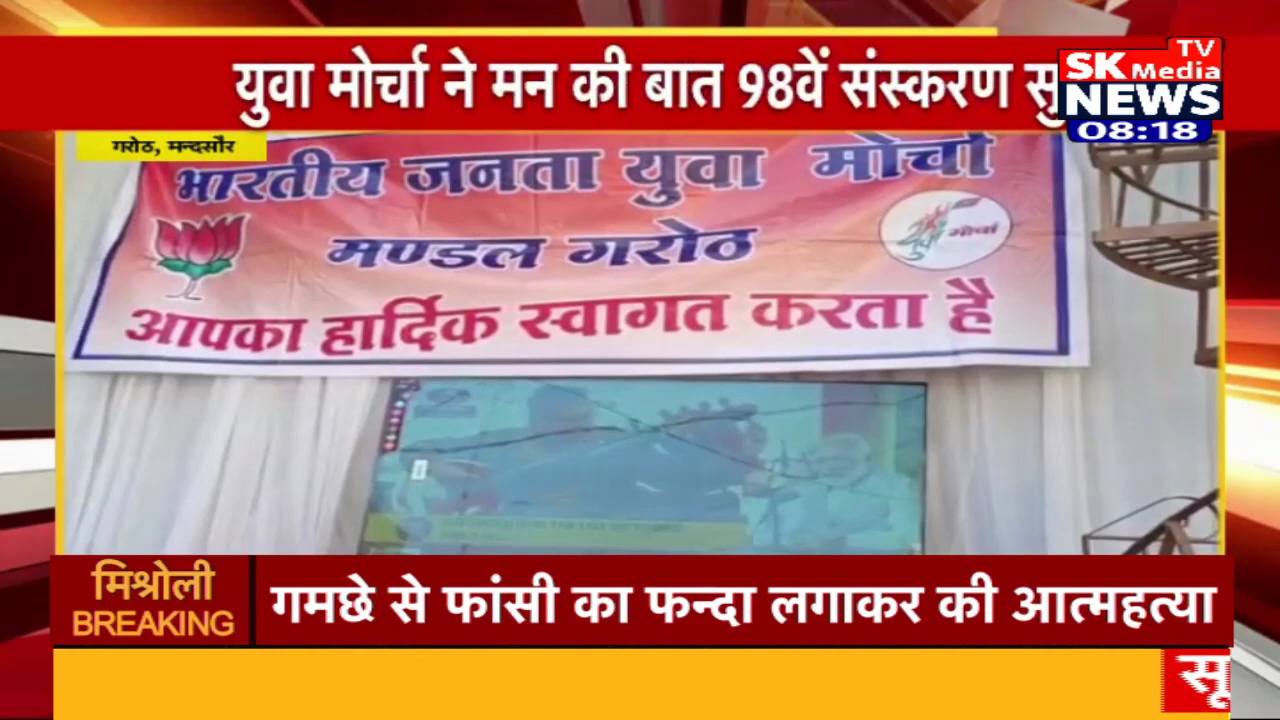 युवा मोर्चा ने मन की बात 98वें संस्करण
TV
SK Media
NEWS
08:18
गरोठ, मन्दसौर
भारतीय जनता युवा मोर्चा
मोर्चा
मण्डल गरोठ
आपका हार्दिक स्वागत करता है
मिश्रोली
BREAKING
गमछे से फांसी का फन्दा लगाकर की आत्महत्या
सू